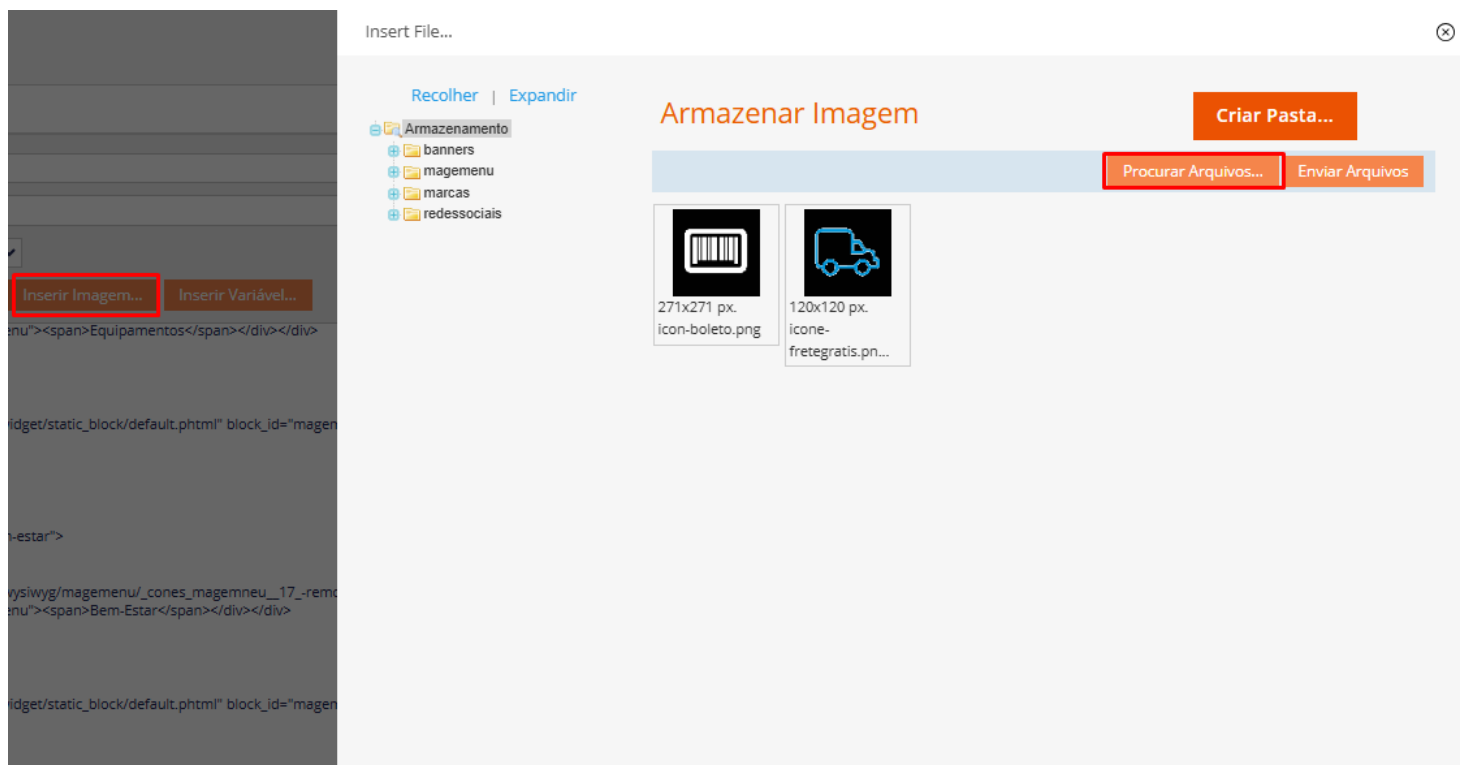 Insert File...
Recolher | Expandir
Armazenamento
banners
magemenu
marcas
redessociais
Armazenar Imagem
Criar Pasta...
Procurar Arquivos...
Enviar Arquivos
271x271 px.
icon-boleto.png
120x120 px.
icone-
fretegratis.pn...
Inserir Imagem...
Inserir Variável...
enu"><span>Equipamentos</span></div></div>
idget/static_block/default.phtml" block_id="magen
-estar">
wysiwyg/magemenu/_cones_magemneu__17_-remo
enu"><span>Bem-Estar</span></div></div>
idget/static_block/default.phtml" block_id="magen